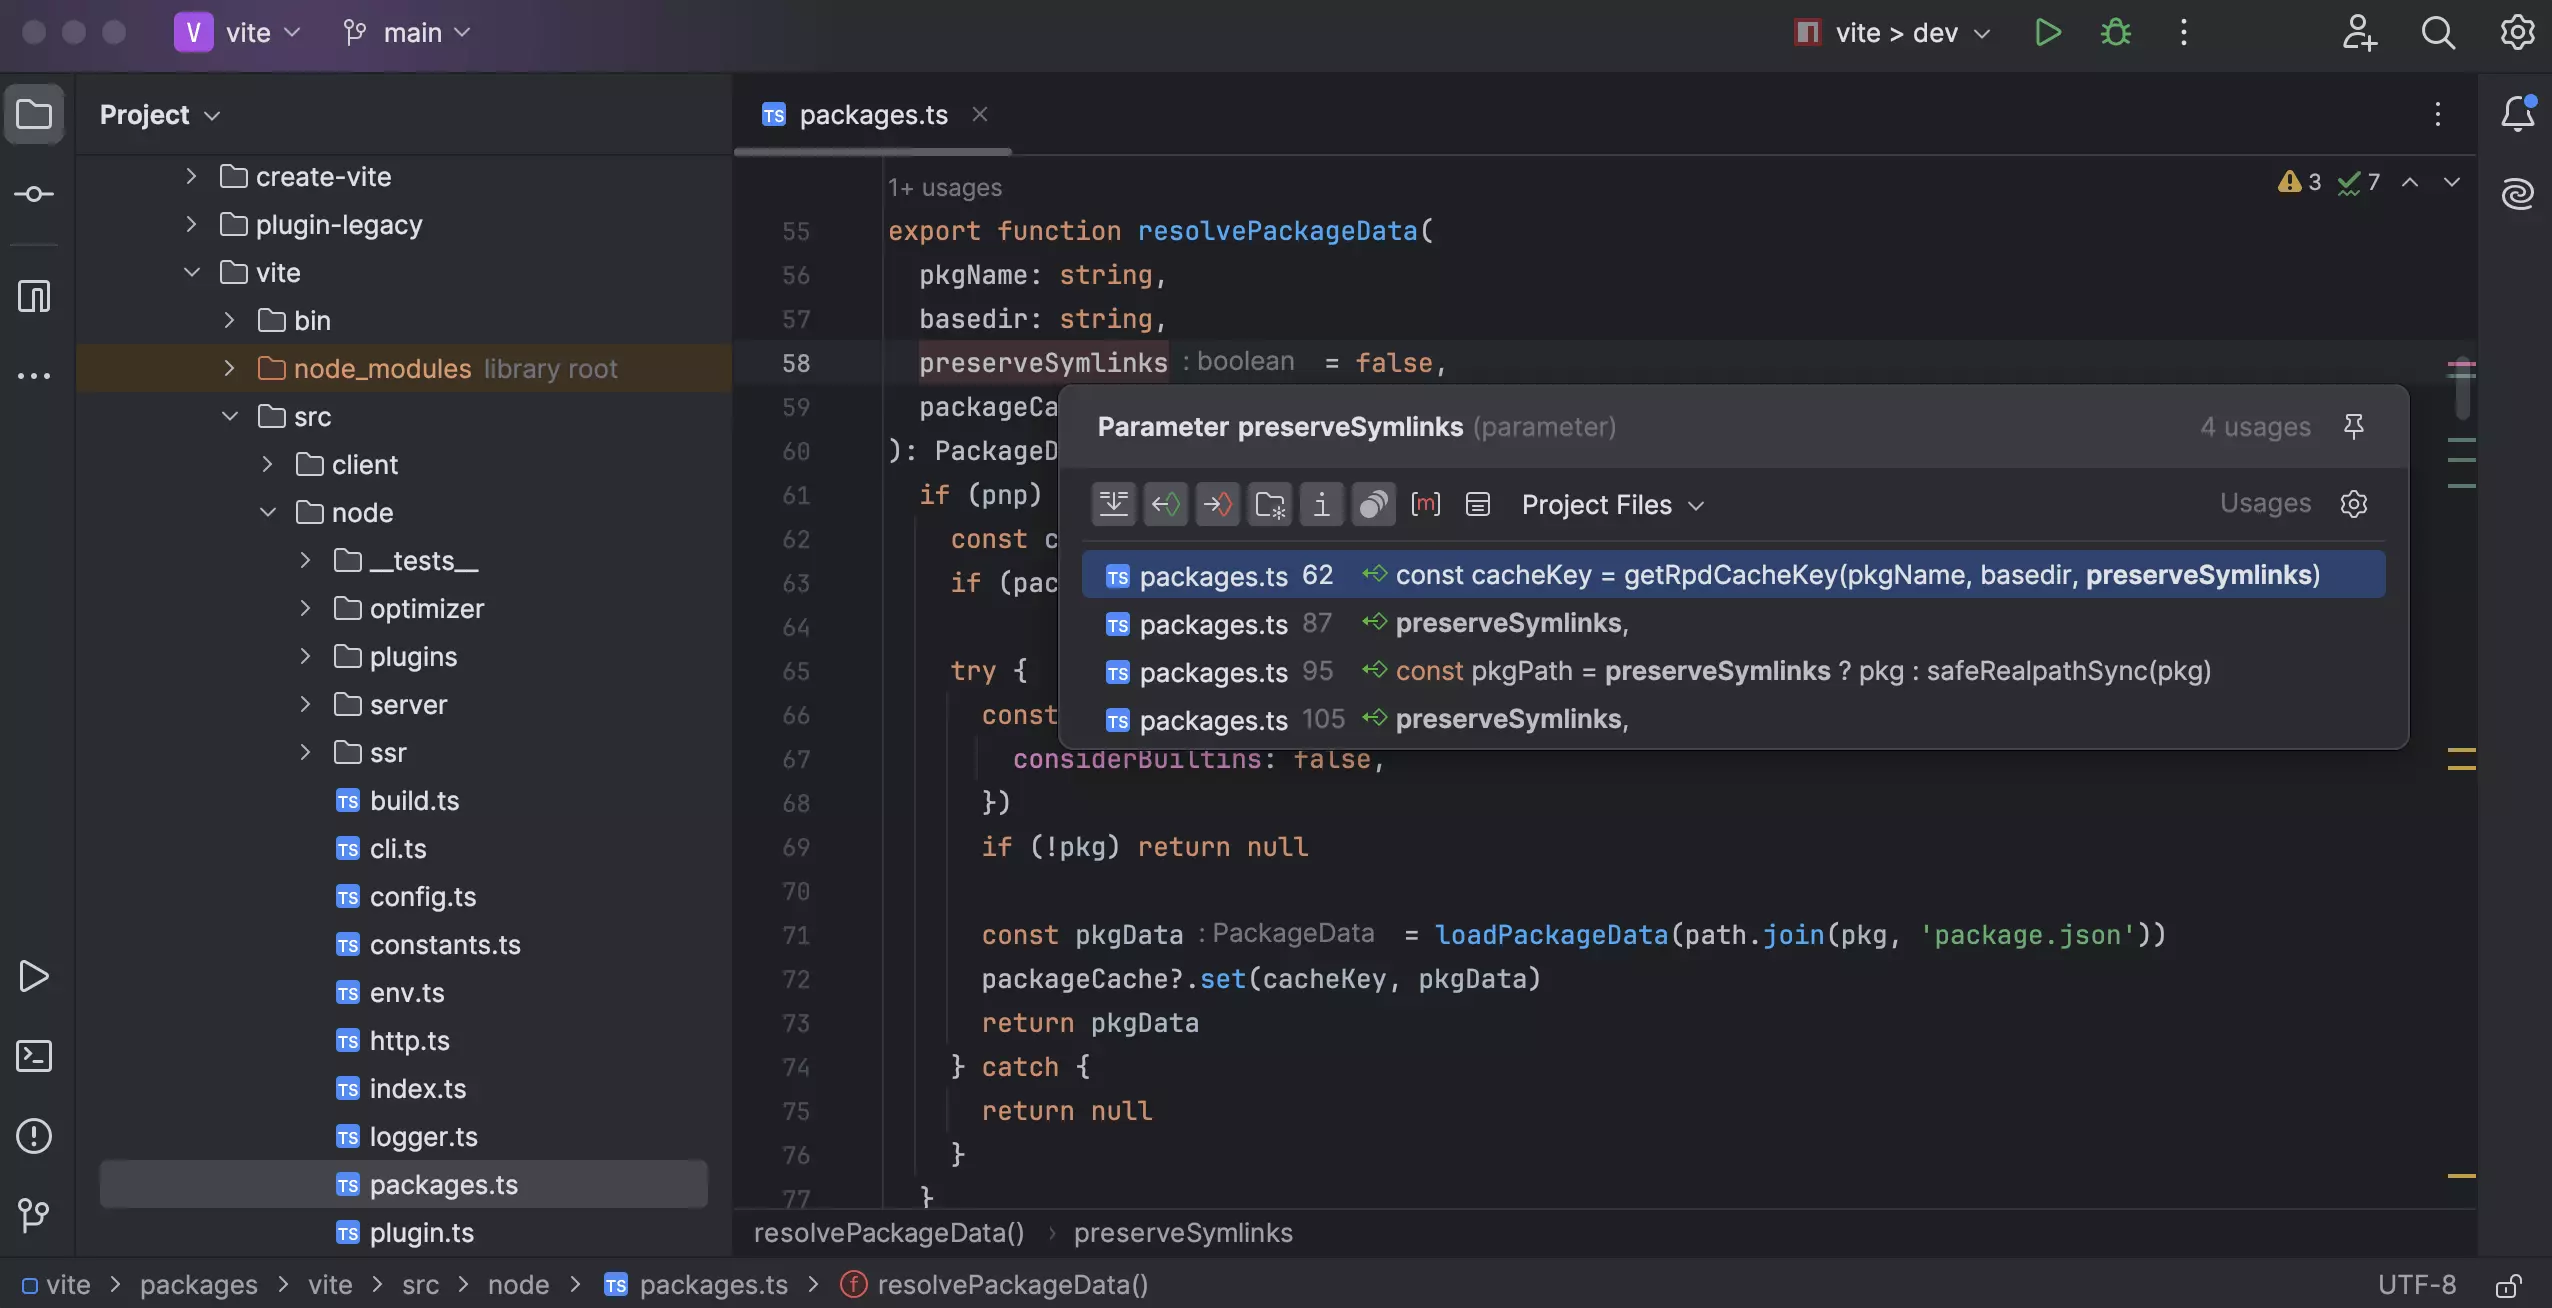 V vite main vite > dev
Project
create-vite
plugin-legacy
vite
bin
node_modules library root
src
client
node
__tests__
optimizer
plugins
server
ssr
TS build.ts
TS cli.ts
TS config.ts
TS constants.ts
TS env.ts
TS http.ts
TS index.ts
TS logger.ts
TS packages.ts
TS plugin.ts
TS packages.ts
3 7
1+ usages
55 export function resolvePackageData(
56 pkgName: string,
57 basedir: string,
58 preserveSymlinks : boolean = false,
59 packageCa
60 ): PackageD
61 if (pnp)
62 const c
63 if (pac
64
65 try {
66 const
67 considerBuiltins: false,
68 })
69 if (!pkg) return null
70
71 const pkgData : PackageData = loadPackageData(path.join(pkg, 'package.json'))
72 packageCache?.set(cacheKey, pkgData)
73 return pkgData
74 } catch {
75 return null
76 }
77 }
Parameter preserveSymlinks (parameter) 4 usages
[m] Project Files Usages
TS packages.ts 62 const cacheKey = getRpdCacheKey(pkgName, basedir, preserveSymlinks)
TS packages.ts 87 preserveSymlinks,
TS packages.ts 95 const pkgPath = preserveSymlinks ? pkg : safeRealpathSync(pkg)
TS packages.ts 105 preserveSymlinks,
resolvePackageData() › preserveSymlinks
vite > packages > vite > src > node > TS packages.ts > f resolvePackageData() UTF-8